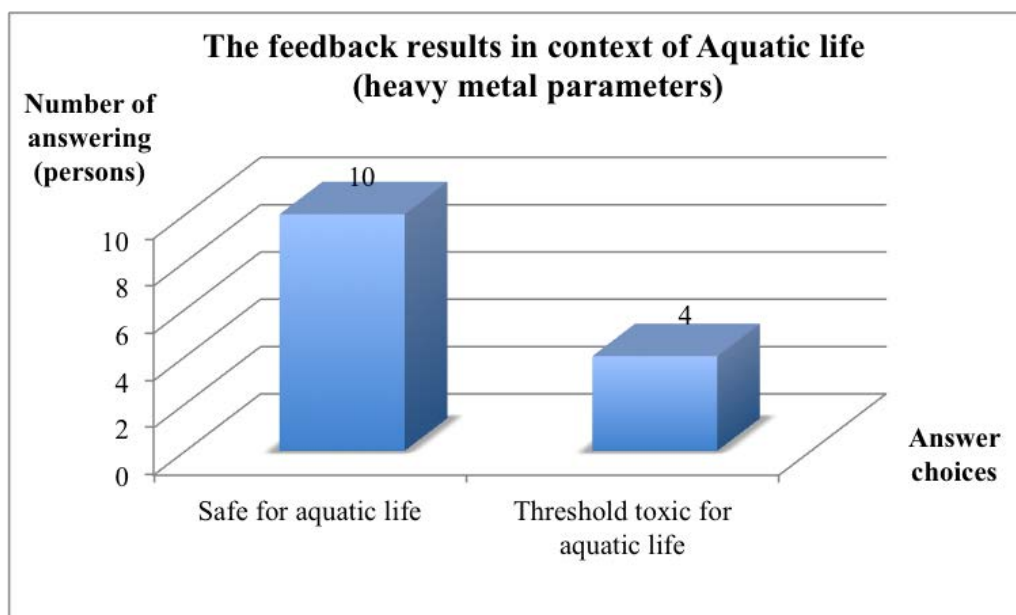 The feedback results in context of Aquatic life
(heavy metal parameters)
Number of
answering
(persons)
10
8
6
4
2
0
10
4
Safe for aquatic life
Threshold toxic for
aquatic life
Answer
choices